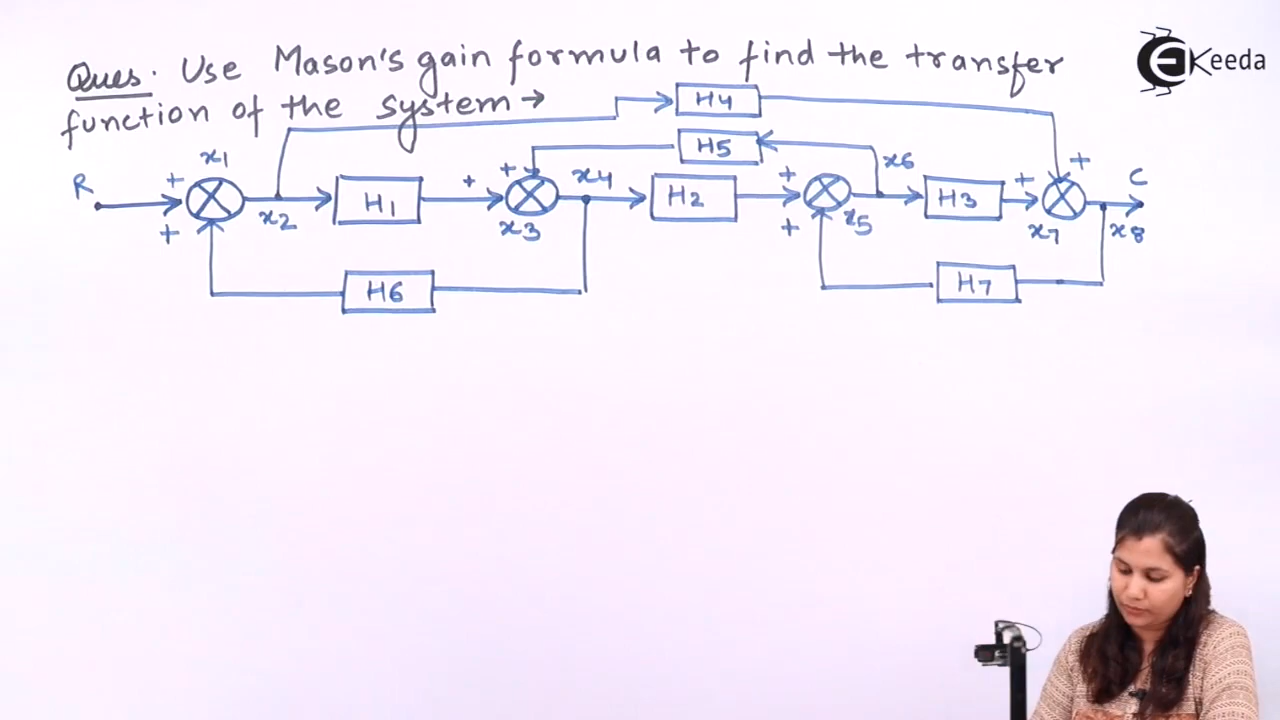 Ques. Use Mason's gain formula to find the transfer
function of the system →
EKeeda
H4
H5
x1
R
+
+
x2
H1
+
+
x3
x4
H2
+
+
x5
x6
H3
+
+
x7
C
x8
H6
H7